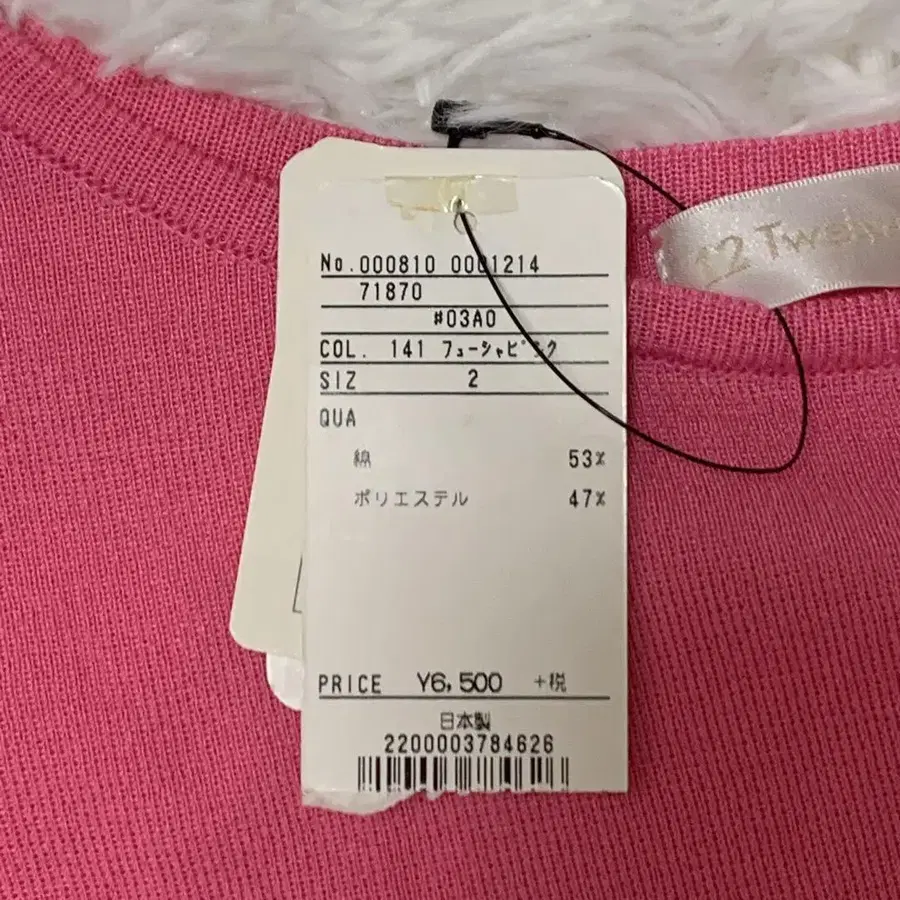 No. 000810 0001214
71870
#03A0
COL. 141 フューシャピンク
SIZ 2
QUA
綿 53%
ポリエステル 47%
PRICE ¥6,500 +税
日本製
2200003784626
12 Twelve